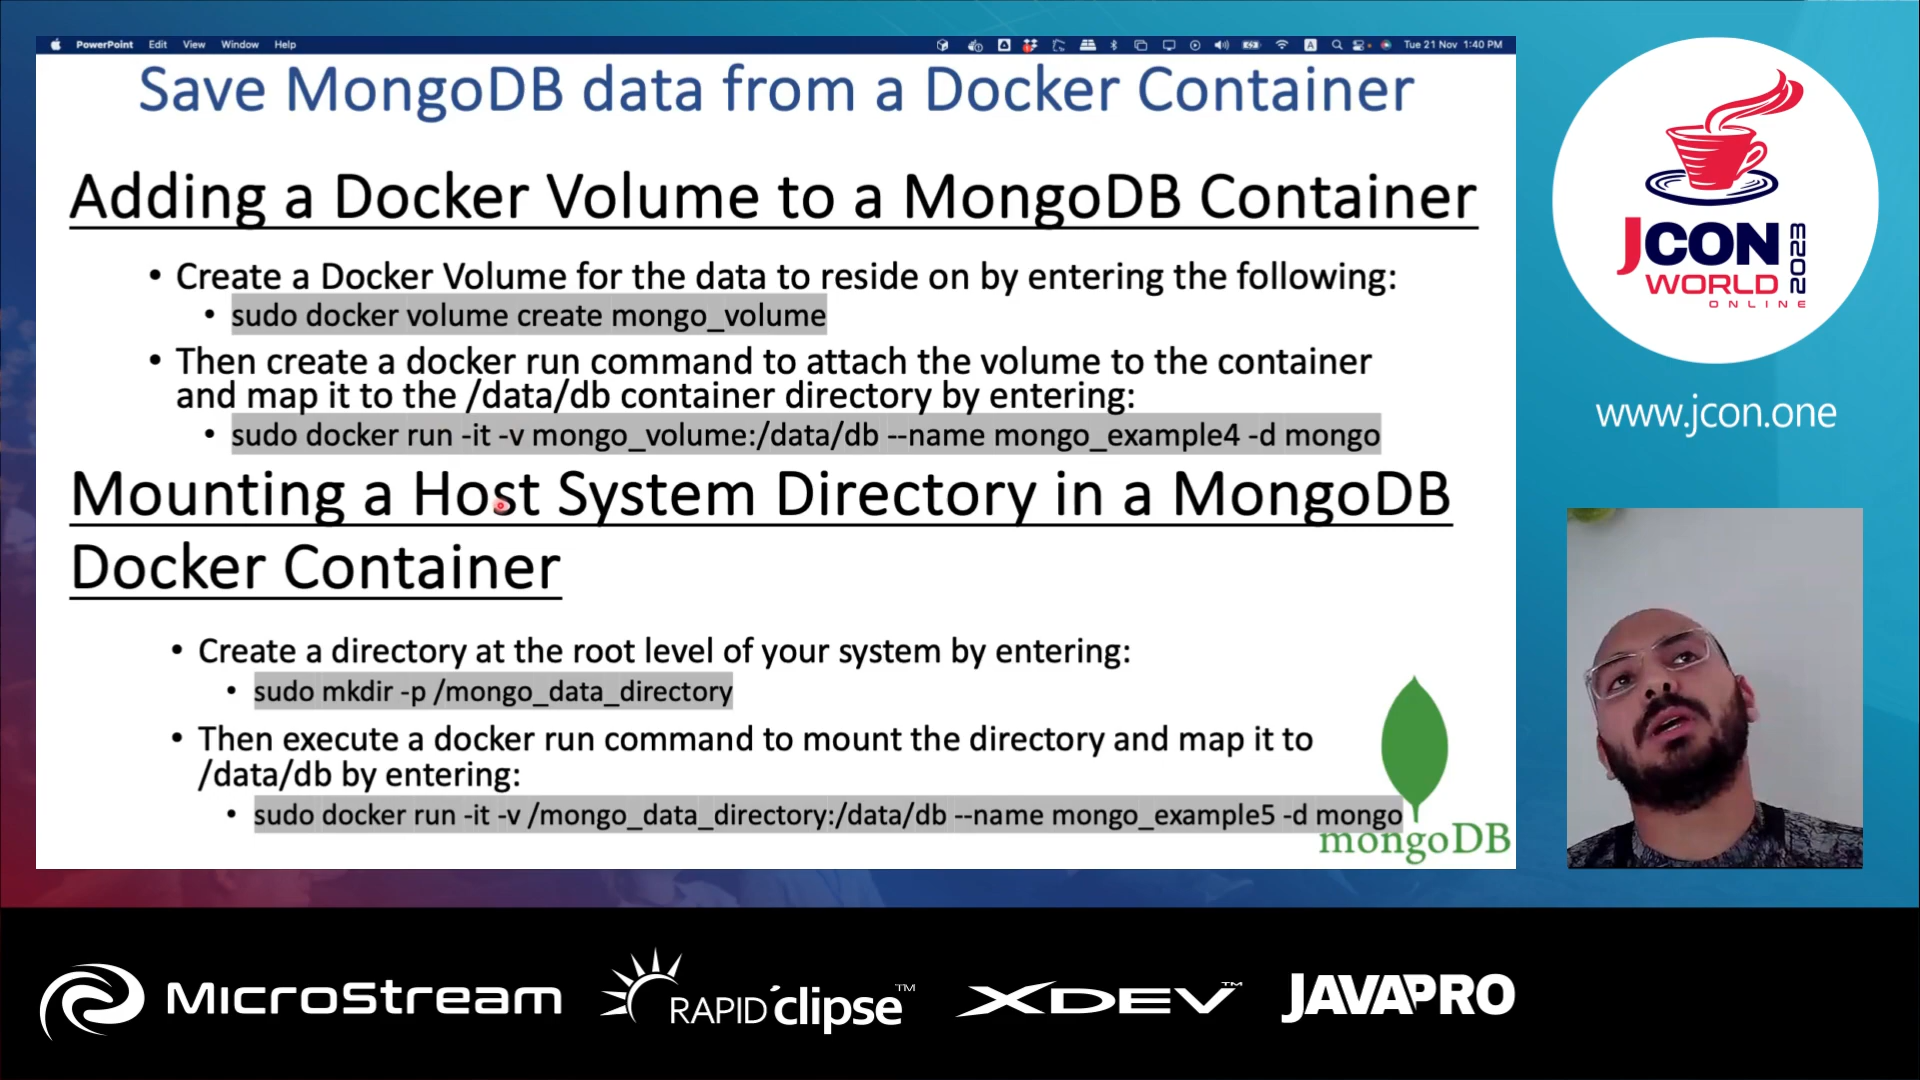 PowerPoint Edit View Window Help
A
Tue 21 Nov 1:40 PM
Save MongoDB data from a Docker Container
Adding a Docker Volume to a MongoDB Container
• Create a Docker Volume for the data to reside on by entering the following:
• sudo docker volume create mongo_volume
• Then create a docker run command to attach the volume to the container
and map it to the /data/db container directory by entering:
• sudo docker run -it -v mongo_volume:/data/db --name mongo_example4 -d mongo
Mounting a Host System Directory in a MongoDB
Docker Container
• Create a directory at the root level of your system by entering:
• sudo mkdir -p /mongo_data_directory
• Then execute a docker run command to mount the directory and map it to
/data/db by entering:
• sudo docker run -it -v /mongo_data_directory:/data/db --name mongo_example5 -d mongo
mongoDB
JCON
WORLD
2023
ONLINE
www.jcon.one
MicroStream
RAPIDclipse™
XDEV™
JAVAPRO